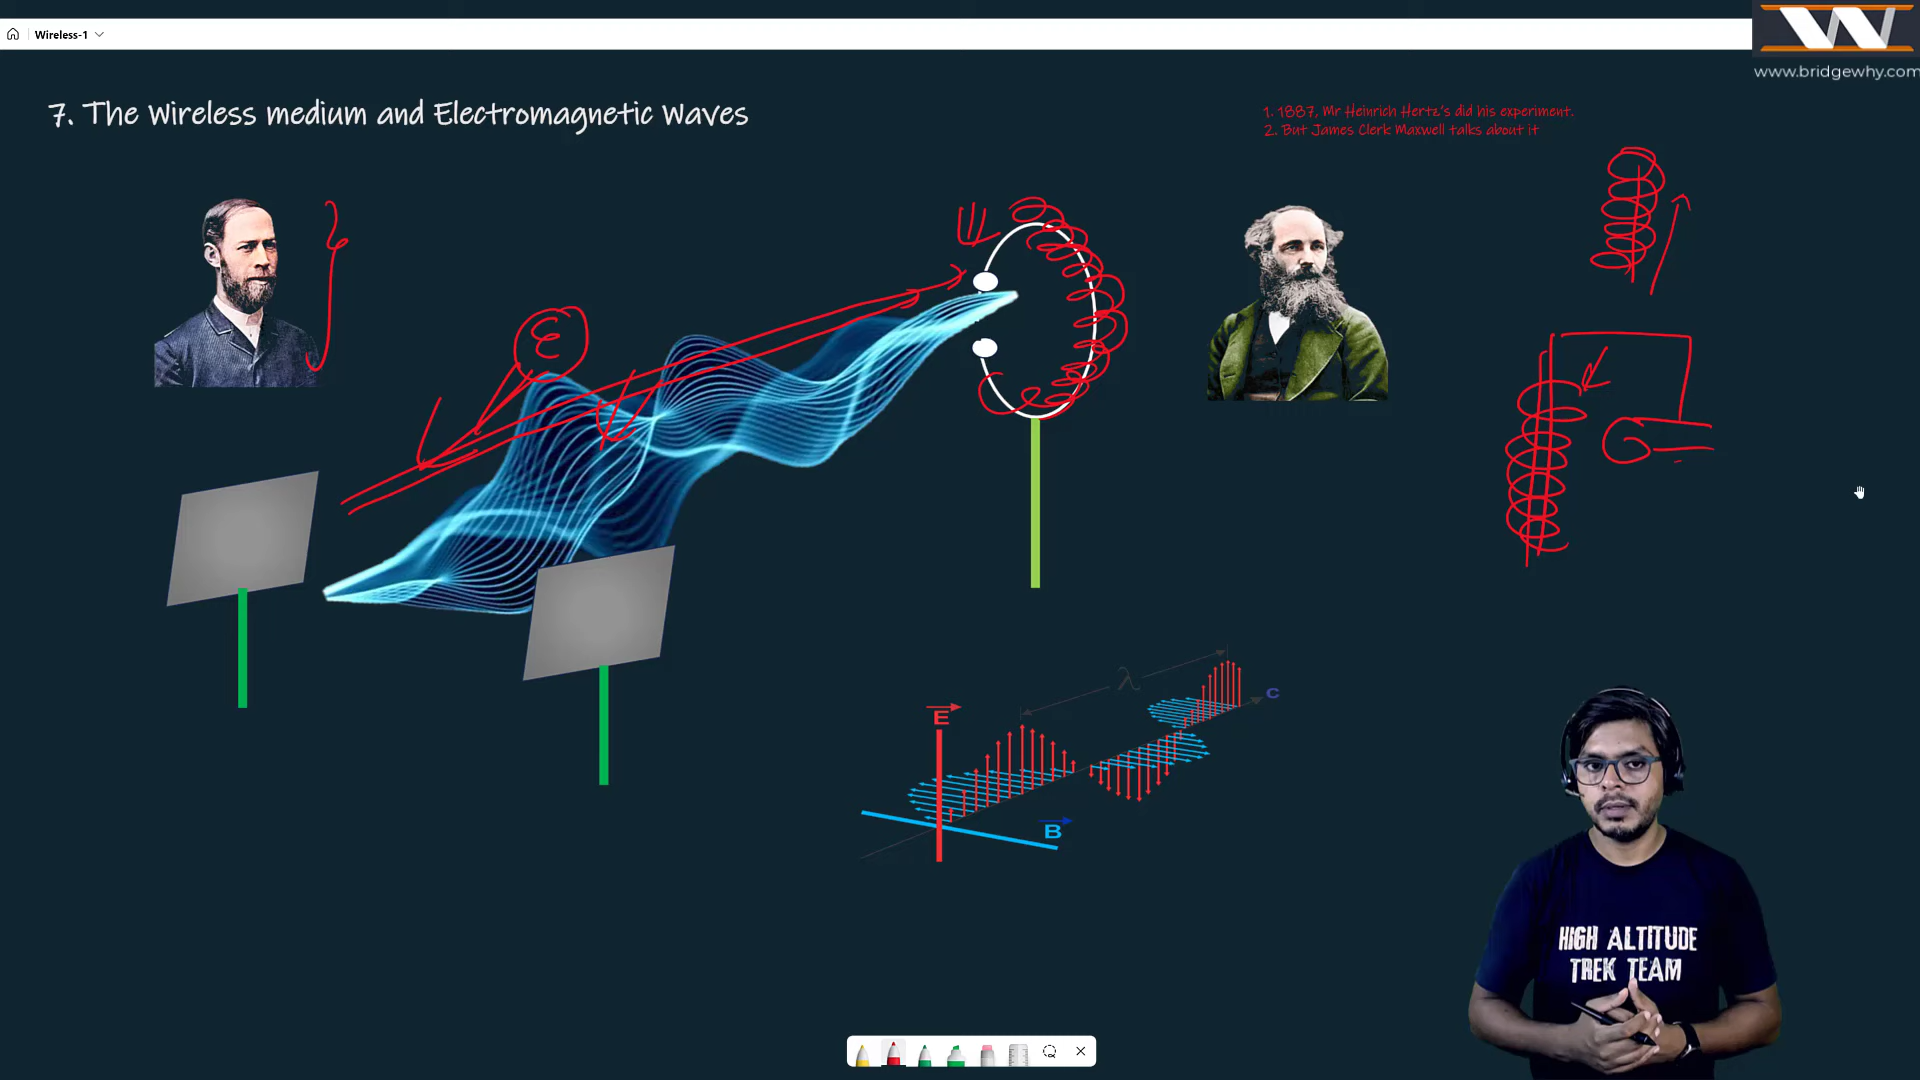 Wireless-1
www.bridgewhy.com
7. The Wireless medium and Electromagnetic Waves
1. 1887, Mr Heinrich Hertz's did his experiment.
2. But James Clerk Maxwell talks about it
E
λ
C
E
B
HIGH ALTITUDE
TREK TEAM